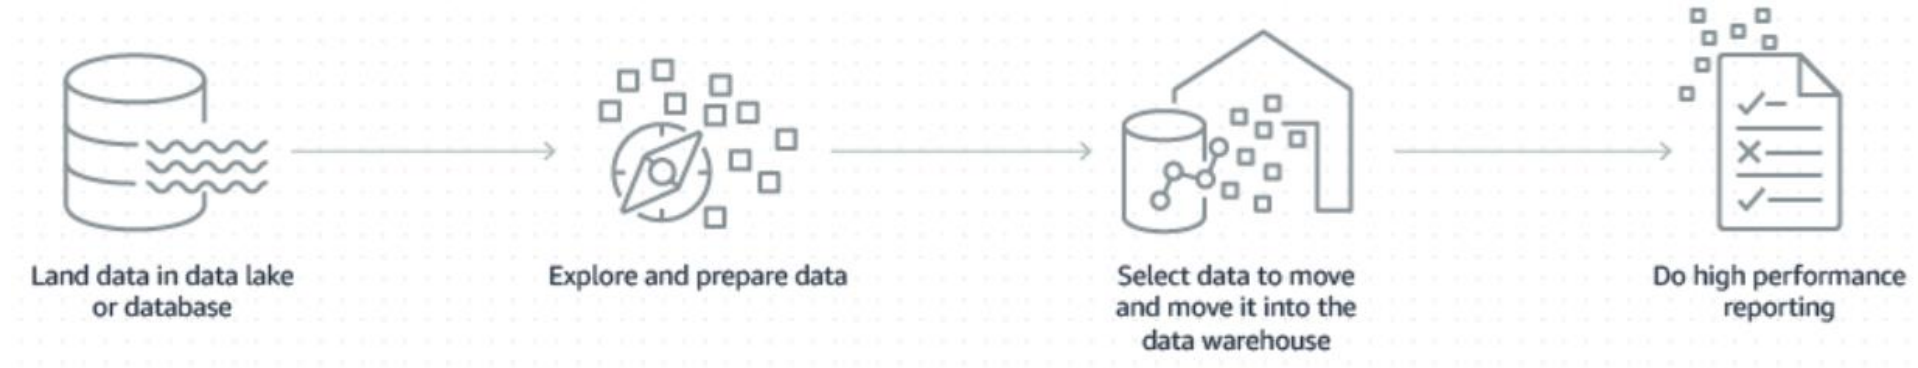 Land data in data lake
or database
Explore and prepare data
Select data to move
and move it into the
data warehouse
Do high performance
reporting